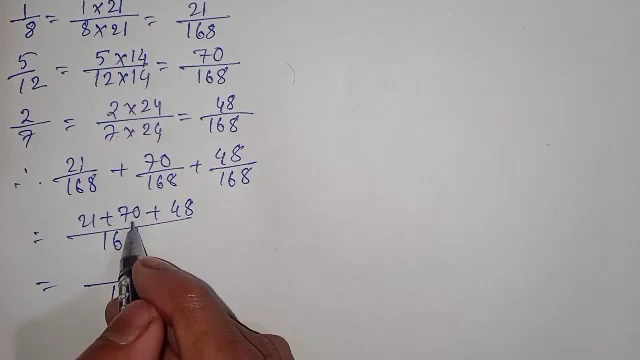 1/8 = 1×21/8×21 = 21/168
5/12 = 5×14/12×14 = 70/168
2/7 = 2×24/7×24 = 48/168
∴ 21/168 + 70/168 + 48/168
= 21+70+48/16
=